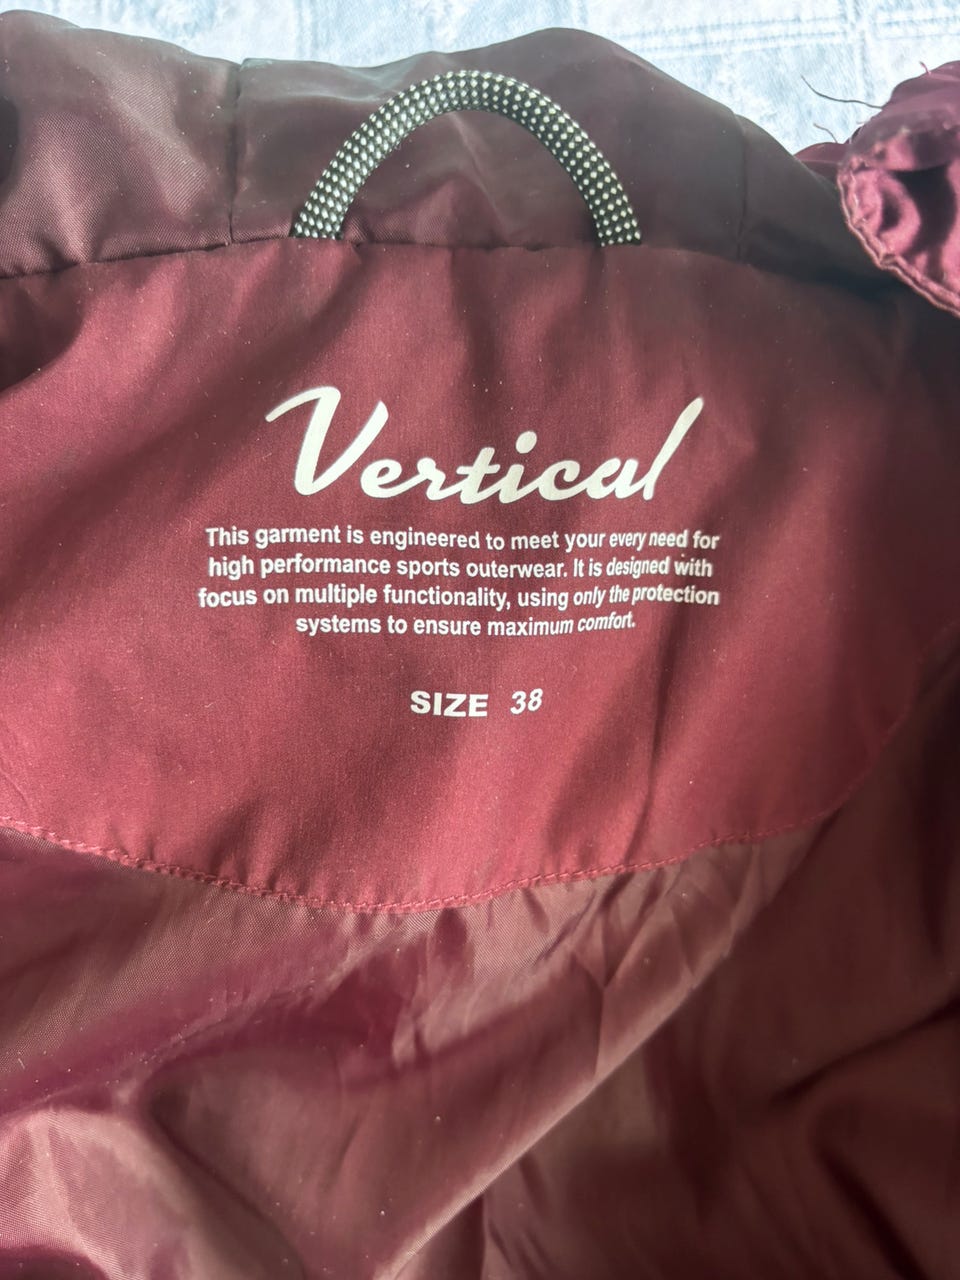 Vertical
This garment is engineered to meet your every need for
high performance sports outerwear. It is designed with
focus on multiple functionality, using only the protection
systems to ensure maximum comfort.
SIZE 38